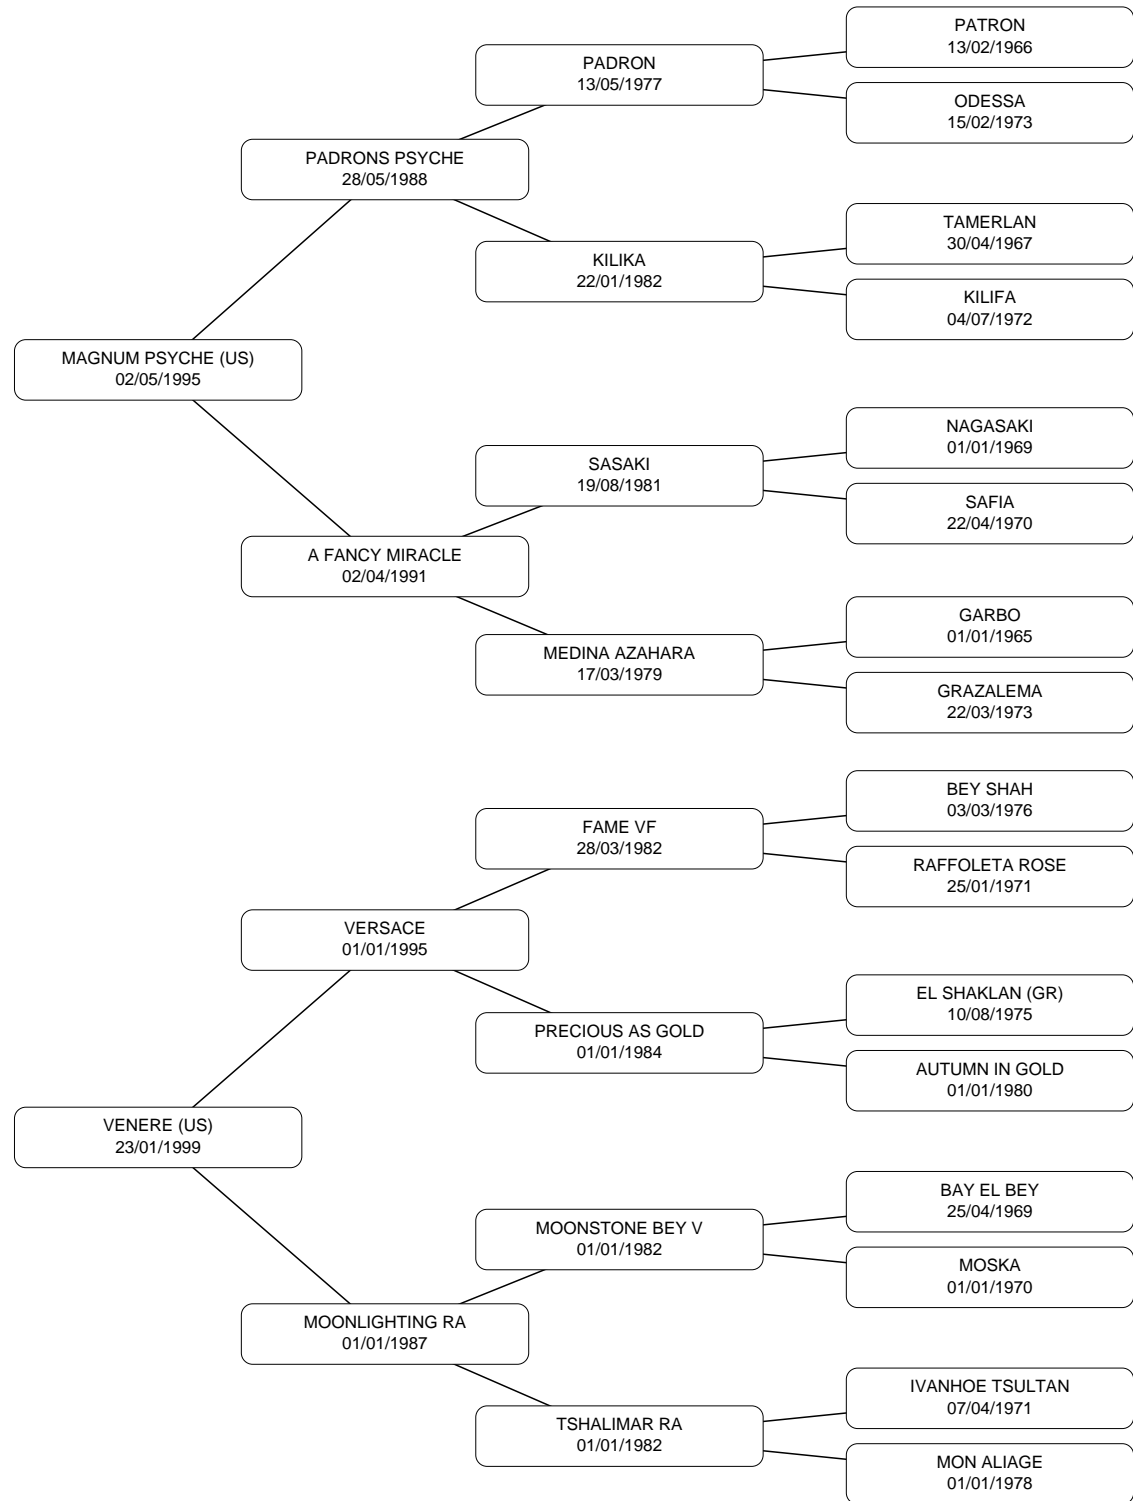 PATRON
13/02/1966
PADRON
13/05/1977
ODESSA
15/02/1973
PADRONS PSYCHE
28/05/1988
TAMERLAN
30/04/1967
KILIKA
22/01/1982
KILIFA
04/07/1972
MAGNUM PSYCHE (US)
02/05/1995
NAGASAKI
01/01/1969
SASAKI
19/08/1981
SAFIA
22/04/1970
A FANCY MIRACLE
02/04/1991
GARBO
01/01/1965
MEDINA AZAHARA
17/03/1979
GRAZALEMA
22/03/1973
BEY SHAH
03/03/1976
FAME VF
28/03/1982
RAFFOLETA ROSE
25/01/1971
VERSACE
01/01/1995
EL SHAKLAN (GR)
10/08/1975
PRECIOUS AS GOLD
01/01/1984
AUTUMN IN GOLD
01/01/1980
VENERE (US)
23/01/1999
BAY EL BEY
25/04/1969
MOONSTONE BEY V
01/01/1982
MOSKA
01/01/1970
MOONLIGHTING RA
01/01/1987
IVANHOE TSULTAN
07/04/1971
TSHALIMAR RA
01/01/1982
MON ALIAGE
01/01/1978